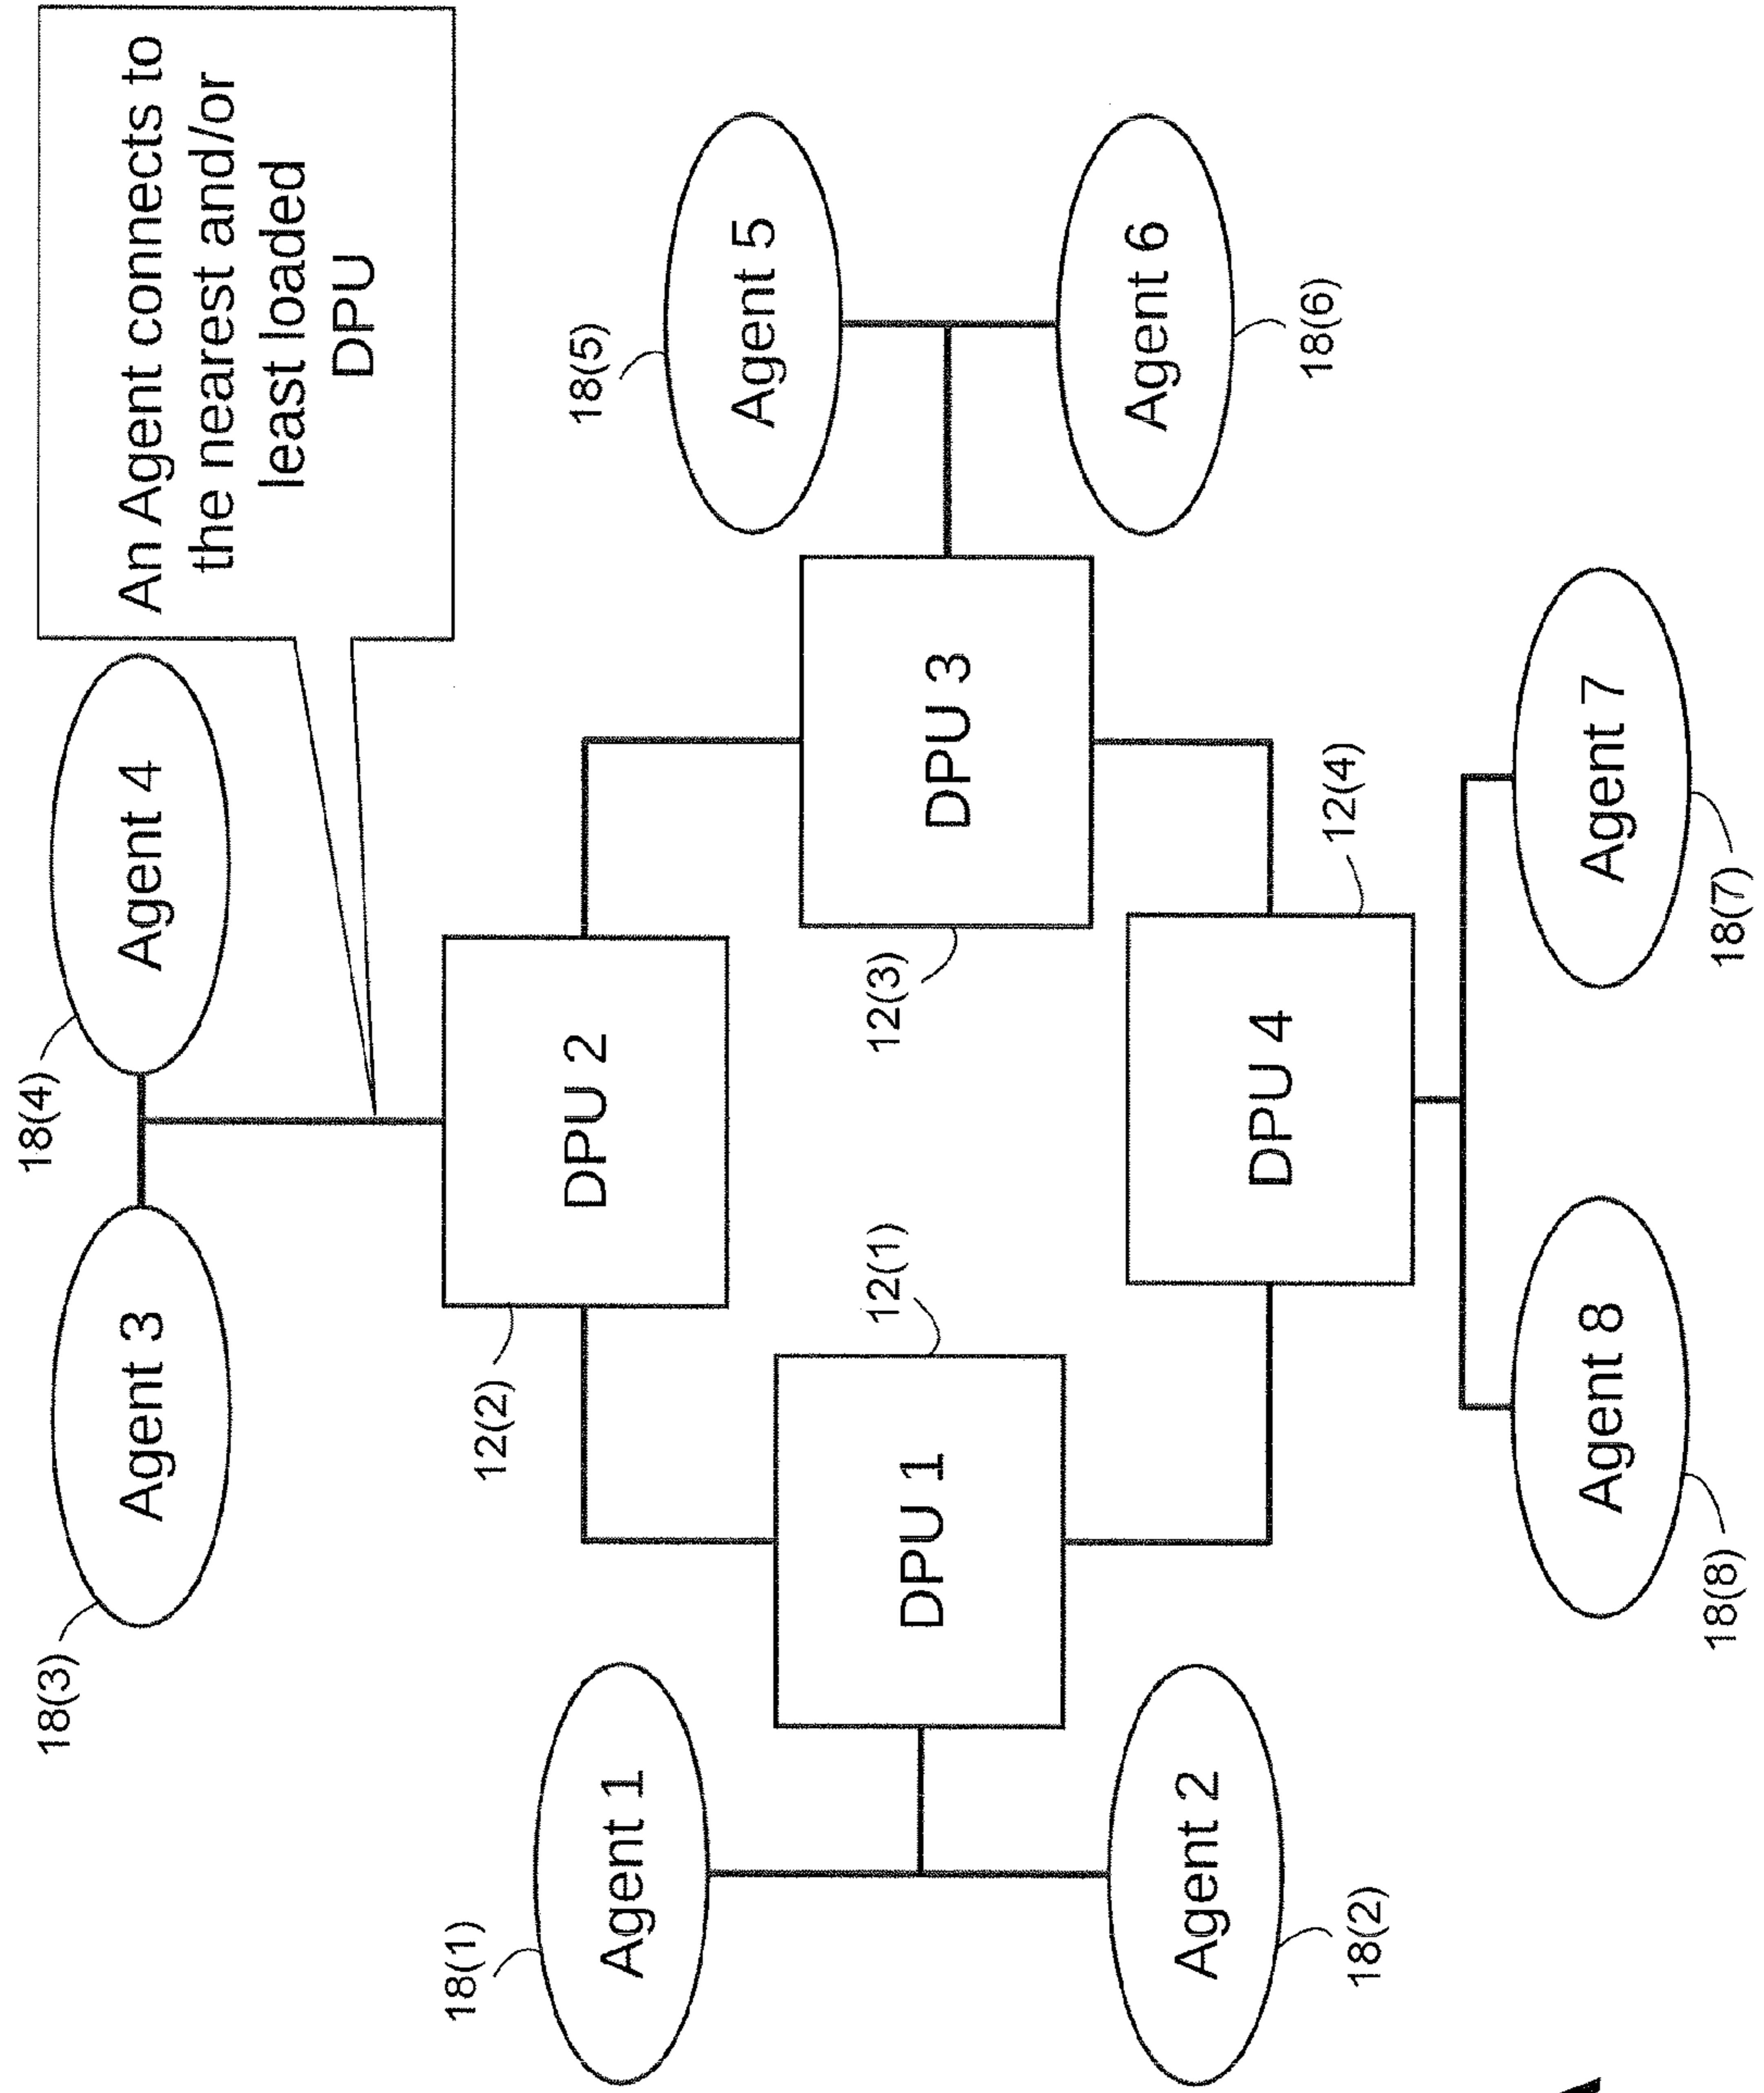 An Agent connects to
the nearest and/or
least loaded
DPU
18(3)
Agent 3
18(4)
Agent 4
12(2)
DPU 2
18(1)
Agent 1
DPU 1
12(1)
12(3)
DPU 3
18(5)
Agent 5
Agent 2
18(2)
DPU 4
12(4)
Agent 6
18(6)
Agent 8
18(8)
Agent 7
18(7)